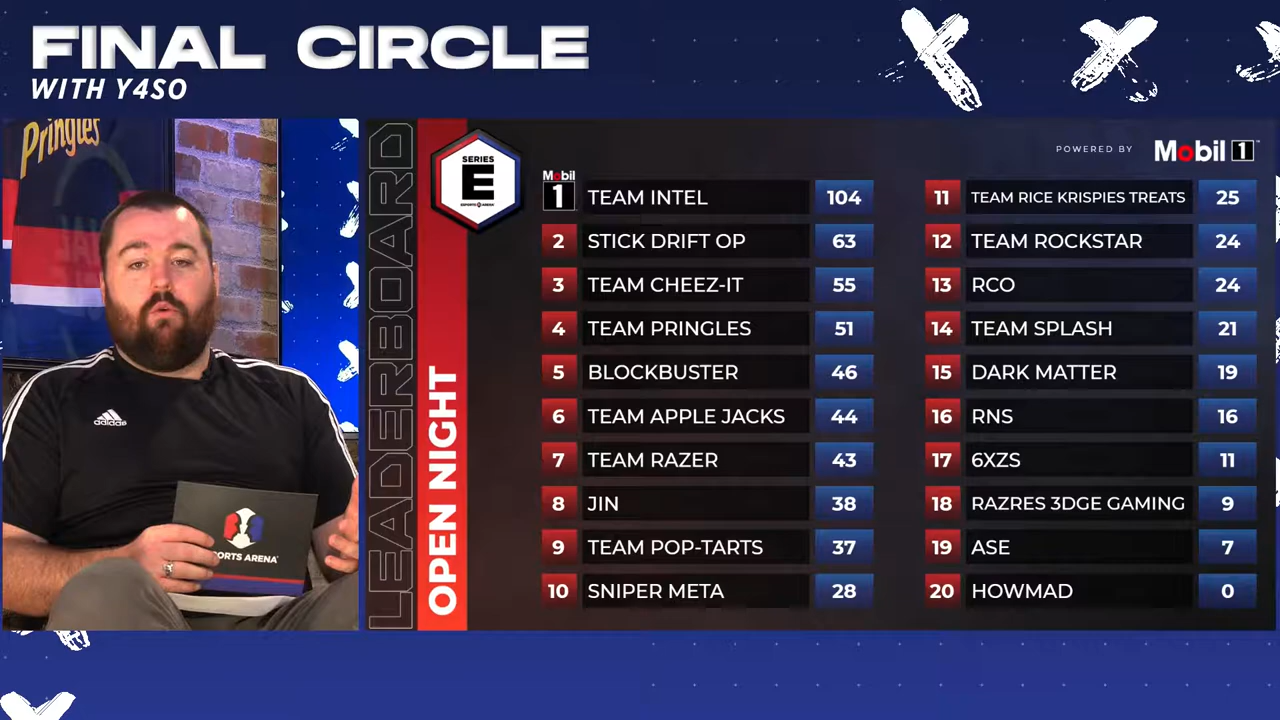 FINAL CIRCLE
WITH Y4SO
Pringles
adidas
ESPORTS ARENA
LEADERBOARD
OPEN NIGHT
SERIES
E
ESPORTS ARENA
POWERED BY Mobil 1
Mobil 1 TEAM INTEL 104
2 STICK DRIFT OP 63
3 TEAM CHEEZ-IT 55
4 TEAM PRINGLES 51
5 BLOCKBUSTER 46
6 TEAM APPLE JACKS 44
7 TEAM RAZER 43
8 JIN 38
9 TEAM POP-TARTS 37
10 SNIPER META 28
11 TEAM RICE KRISPIES TREATS 25
12 TEAM ROCKSTAR 24
13 RCO 24
14 TEAM SPLASH 21
15 DARK MATTER 19
16 RNS 16
17 6XZS 11
18 RAZRES 3DGE GAMING 9
19 ASE 7
20 HOWMAD 0